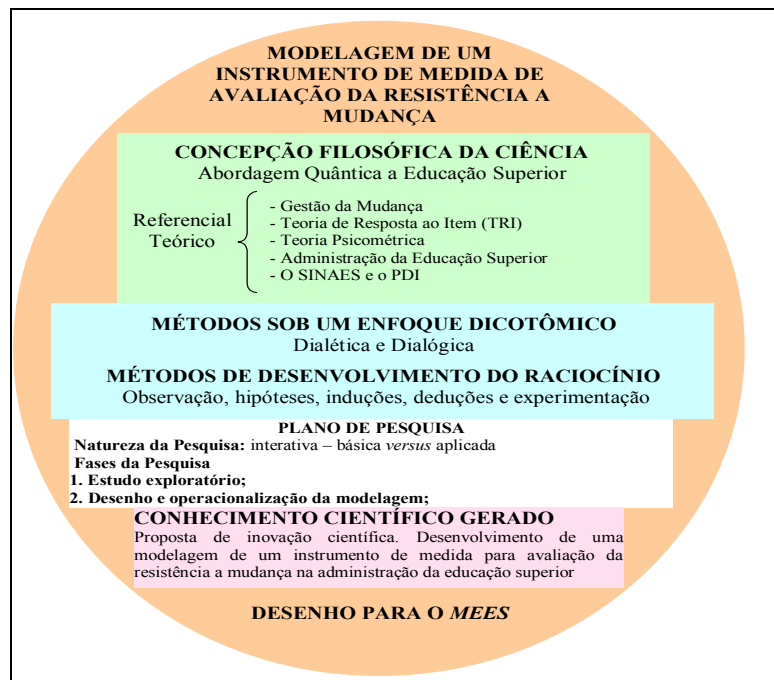 MODELAGEM DE UM
INSTRUMENTO DE MEDIDA DE
AVALIAÇÃO DA RESISTÊNCIA A
MUDANÇA
CONCEPÇÃO FILOSÓFICA DA CIÊNCIA
Abordagem Quântica a Educação Superior
Referencial
Teórico
- Gestão da Mudança
- Teoria de Resposta ao Item (TRI)
- Teoria Psicométrica
- Administração da Educação Superior
- O SINAES e o PDI
MÉTODOS SOB UM ENFOQUE DICOTÔMICO
Dialética e Dialógica
MÉTODOS DE DESENVOLVIMENTO DO RACIOCÍNIO
Observação, hipóteses, induções, deduções e experimentação
PLANO DE PESQUISA
Natureza da Pesquisa: interativa – básica versus aplicada
Fases da Pesquisa
1. Estudo exploratório;
2. Desenho e operacionalização da modelagem;
CONHECIMENTO CIENTÍFICO GERADO
Proposta de inovação científica. Desenvolvimento de uma
modelagem de um instrumento de medida para avaliação da
resistência a mudança na administração da educação superior
DESENHO PARA O MEES